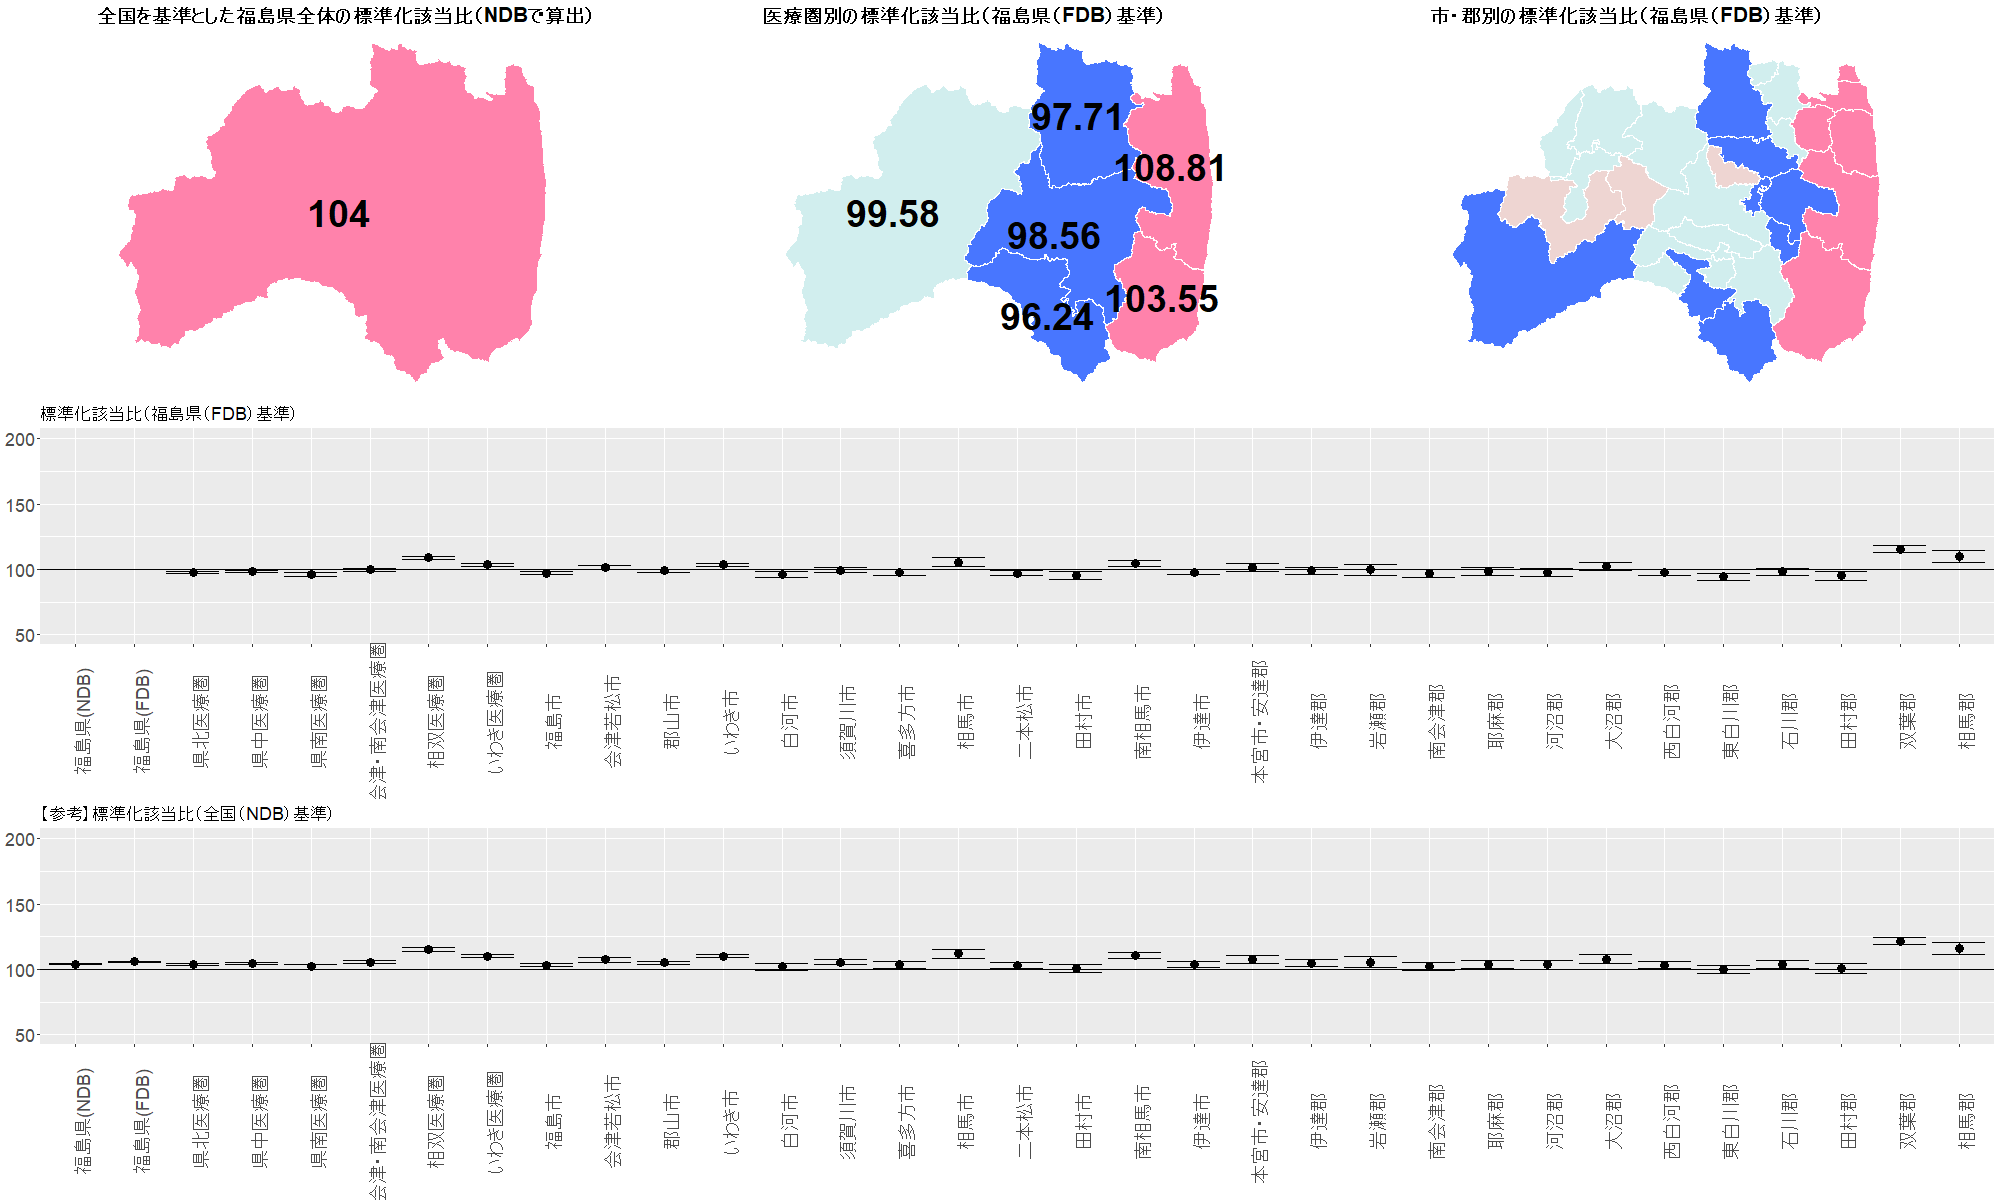 全国を基準とした福島県全体の標準化該当比（NDBで算出）
104
医療圏別の標準化該当比（福島県（FDB）基準）
97.71
108.81
99.58
98.56
103.55
96.24
市・郡別の標準化該当比（福島県（FDB）基準）
標準化該当比（福島県（FDB）基準）
200
150
100
50
福島県(NDB)
福島県(FDB)
県北医療圏
県中医療圏
県南医療圏
会津・南会津医療圏
相双医療圏
いわき医療圏
福島市
会津若松市
郡山市
いわき市
白河市
須賀川市
喜多方市
相馬市
二本松市
田村市
南相馬市
伊達市
本宮市・安達郡
伊達郡
岩瀬郡
南会津郡
耶麻郡
河沼郡
大沼郡
西白河郡
東白川郡
石川郡
田村郡
双葉郡
相馬郡
【参考】標準化該当比（全国（NDB）基準）
200
150
100
50
福島県(NDB)
福島県(FDB)
県北医療圏
県中医療圏
県南医療圏
会津・南会津医療圏
相双医療圏
いわき医療圏
福島市
会津若松市
郡山市
いわき市
白河市
須賀川市
喜多方市
相馬市
二本松市
田村市
南相馬市
伊達市
本宮市・安達郡
伊達郡
岩瀬郡
南会津郡
耶麻郡
河沼郡
大沼郡
西白河郡
東白川郡
石川郡
田村郡
双葉郡
相馬郡